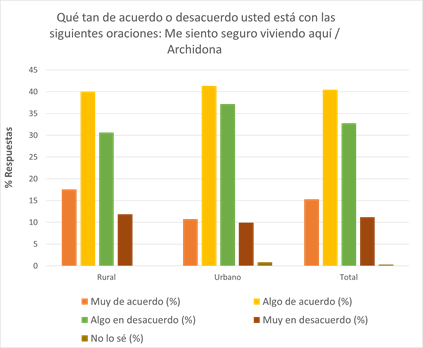 Qué tan de acuerdo o desacuerdo usted está con las
siguientes oraciones: Me siento seguro viviendo aquí /
Archidona
% Respuestas
45
40
35
30
25
20
15
10
5
0
Rural Urbano Total
Muy de acuerdo (%) Algo de acuerdo (%)
Algo en desacuerdo (%) Muy en desacuerdo (%)
No lo sé (%)